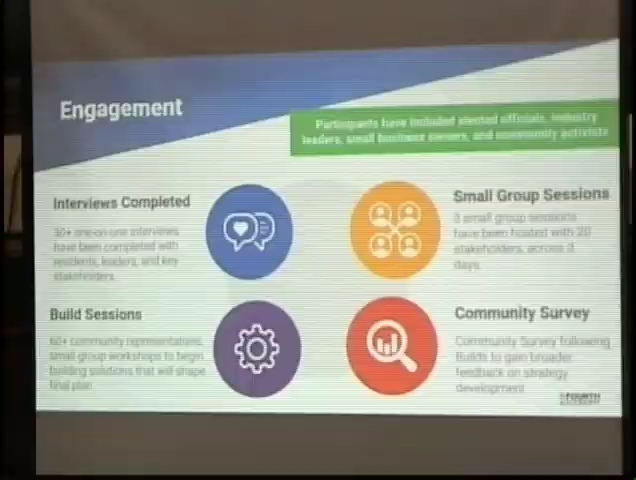 Engagement
Participants have included elected officials, industry
leaders, small business owners, and community activists
Interviews Completed
30+ one-on-one interviews
have been completed with
residents, leaders, and key
stakeholders.
Small Group Sessions
small group sessions
have been hosted with 20
stakeholders, across 3
days.
Build Sessions
60+ community representatives,
small group workshops to begin
building solutions that will shape
final plan
Community Survey
Community Survey following
Builds to gain broader
feedback on strategy
development
FOURTH